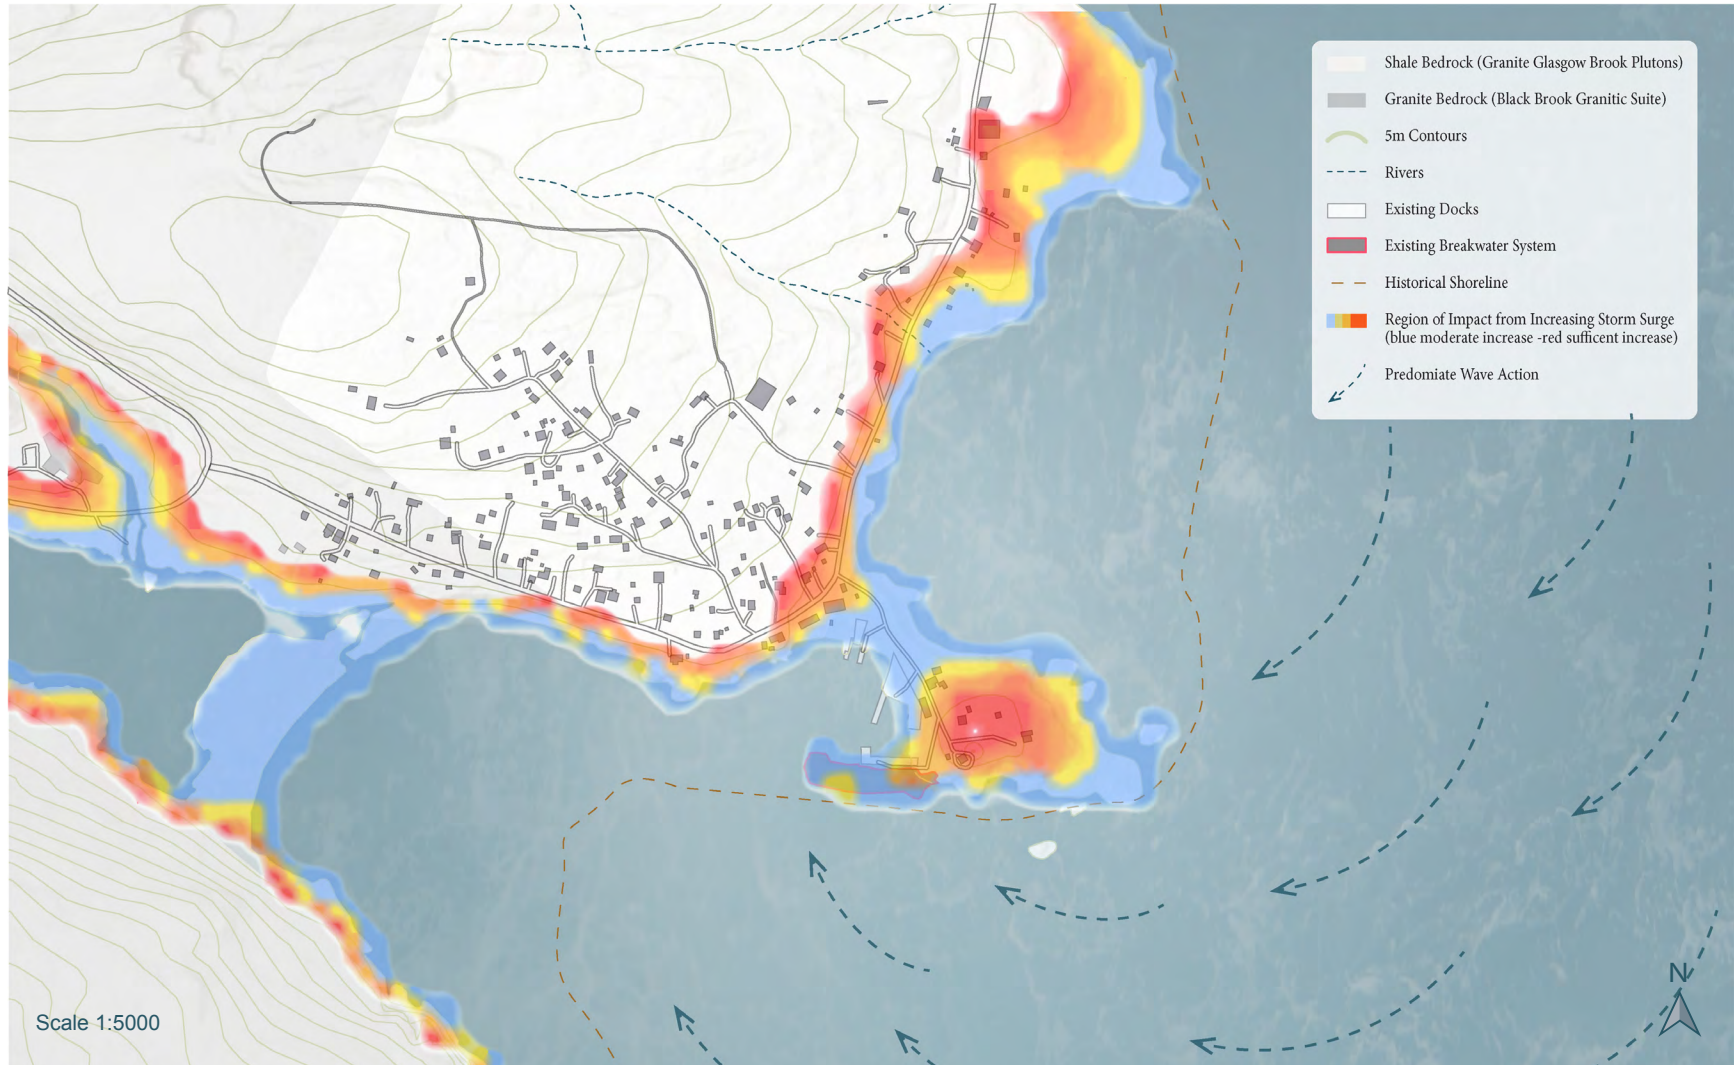 Shale Bedrock (Granite Glasgow Brook Plutons)
Granite Bedrock (Black Brook Granitic Suite)
5m Contours
Rivers
Existing Docks
Existing Breakwater System
Historical Shoreline
Region of Impact from Increasing Storm Surge
(blue moderate increase -red sufficent increase)
Predomiate Wave Action
N
Scale 1:5000